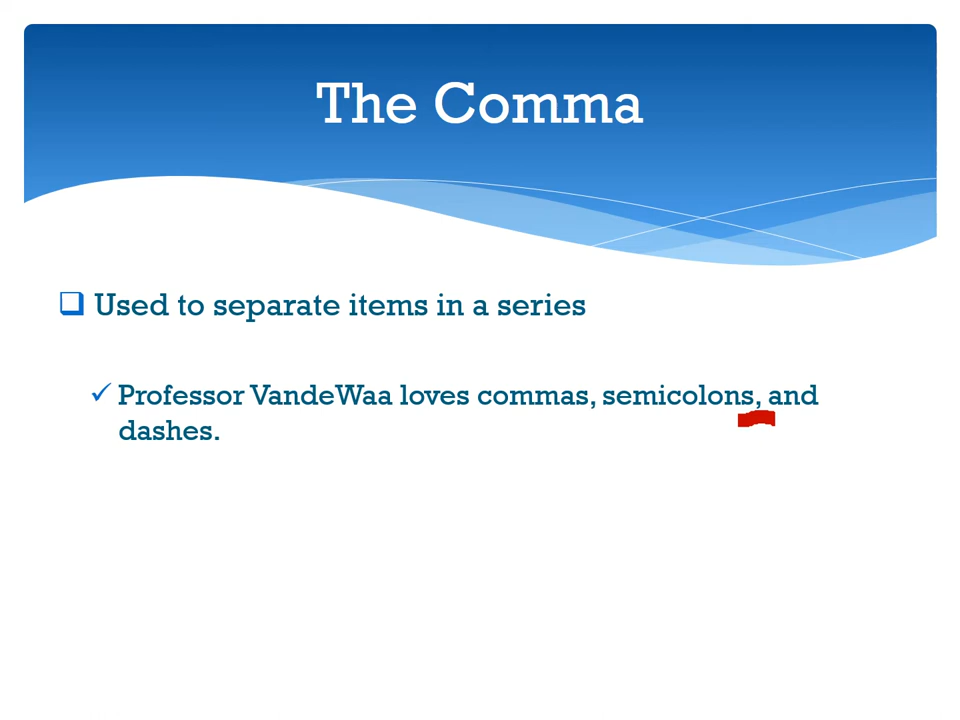 The Comma
Used to separate items in a series
Professor VandeWaa loves commas, semicolons, and
dashes.